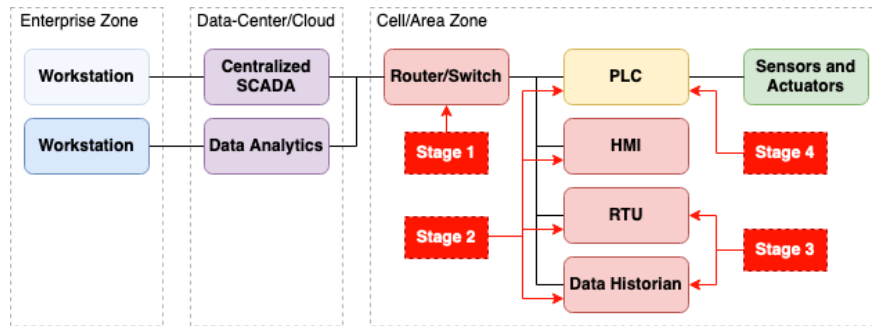 Enterprise Zone
Data-Center/Cloud
Cell/Area Zone
Workstation
Centralized
SCADA
Router/Switch
PLC
Sensors and
Actuators
Workstation
Data Analytics
Stage 1
HMI
Stage 4
Stage 2
RTU
Stage 3
Data Historian